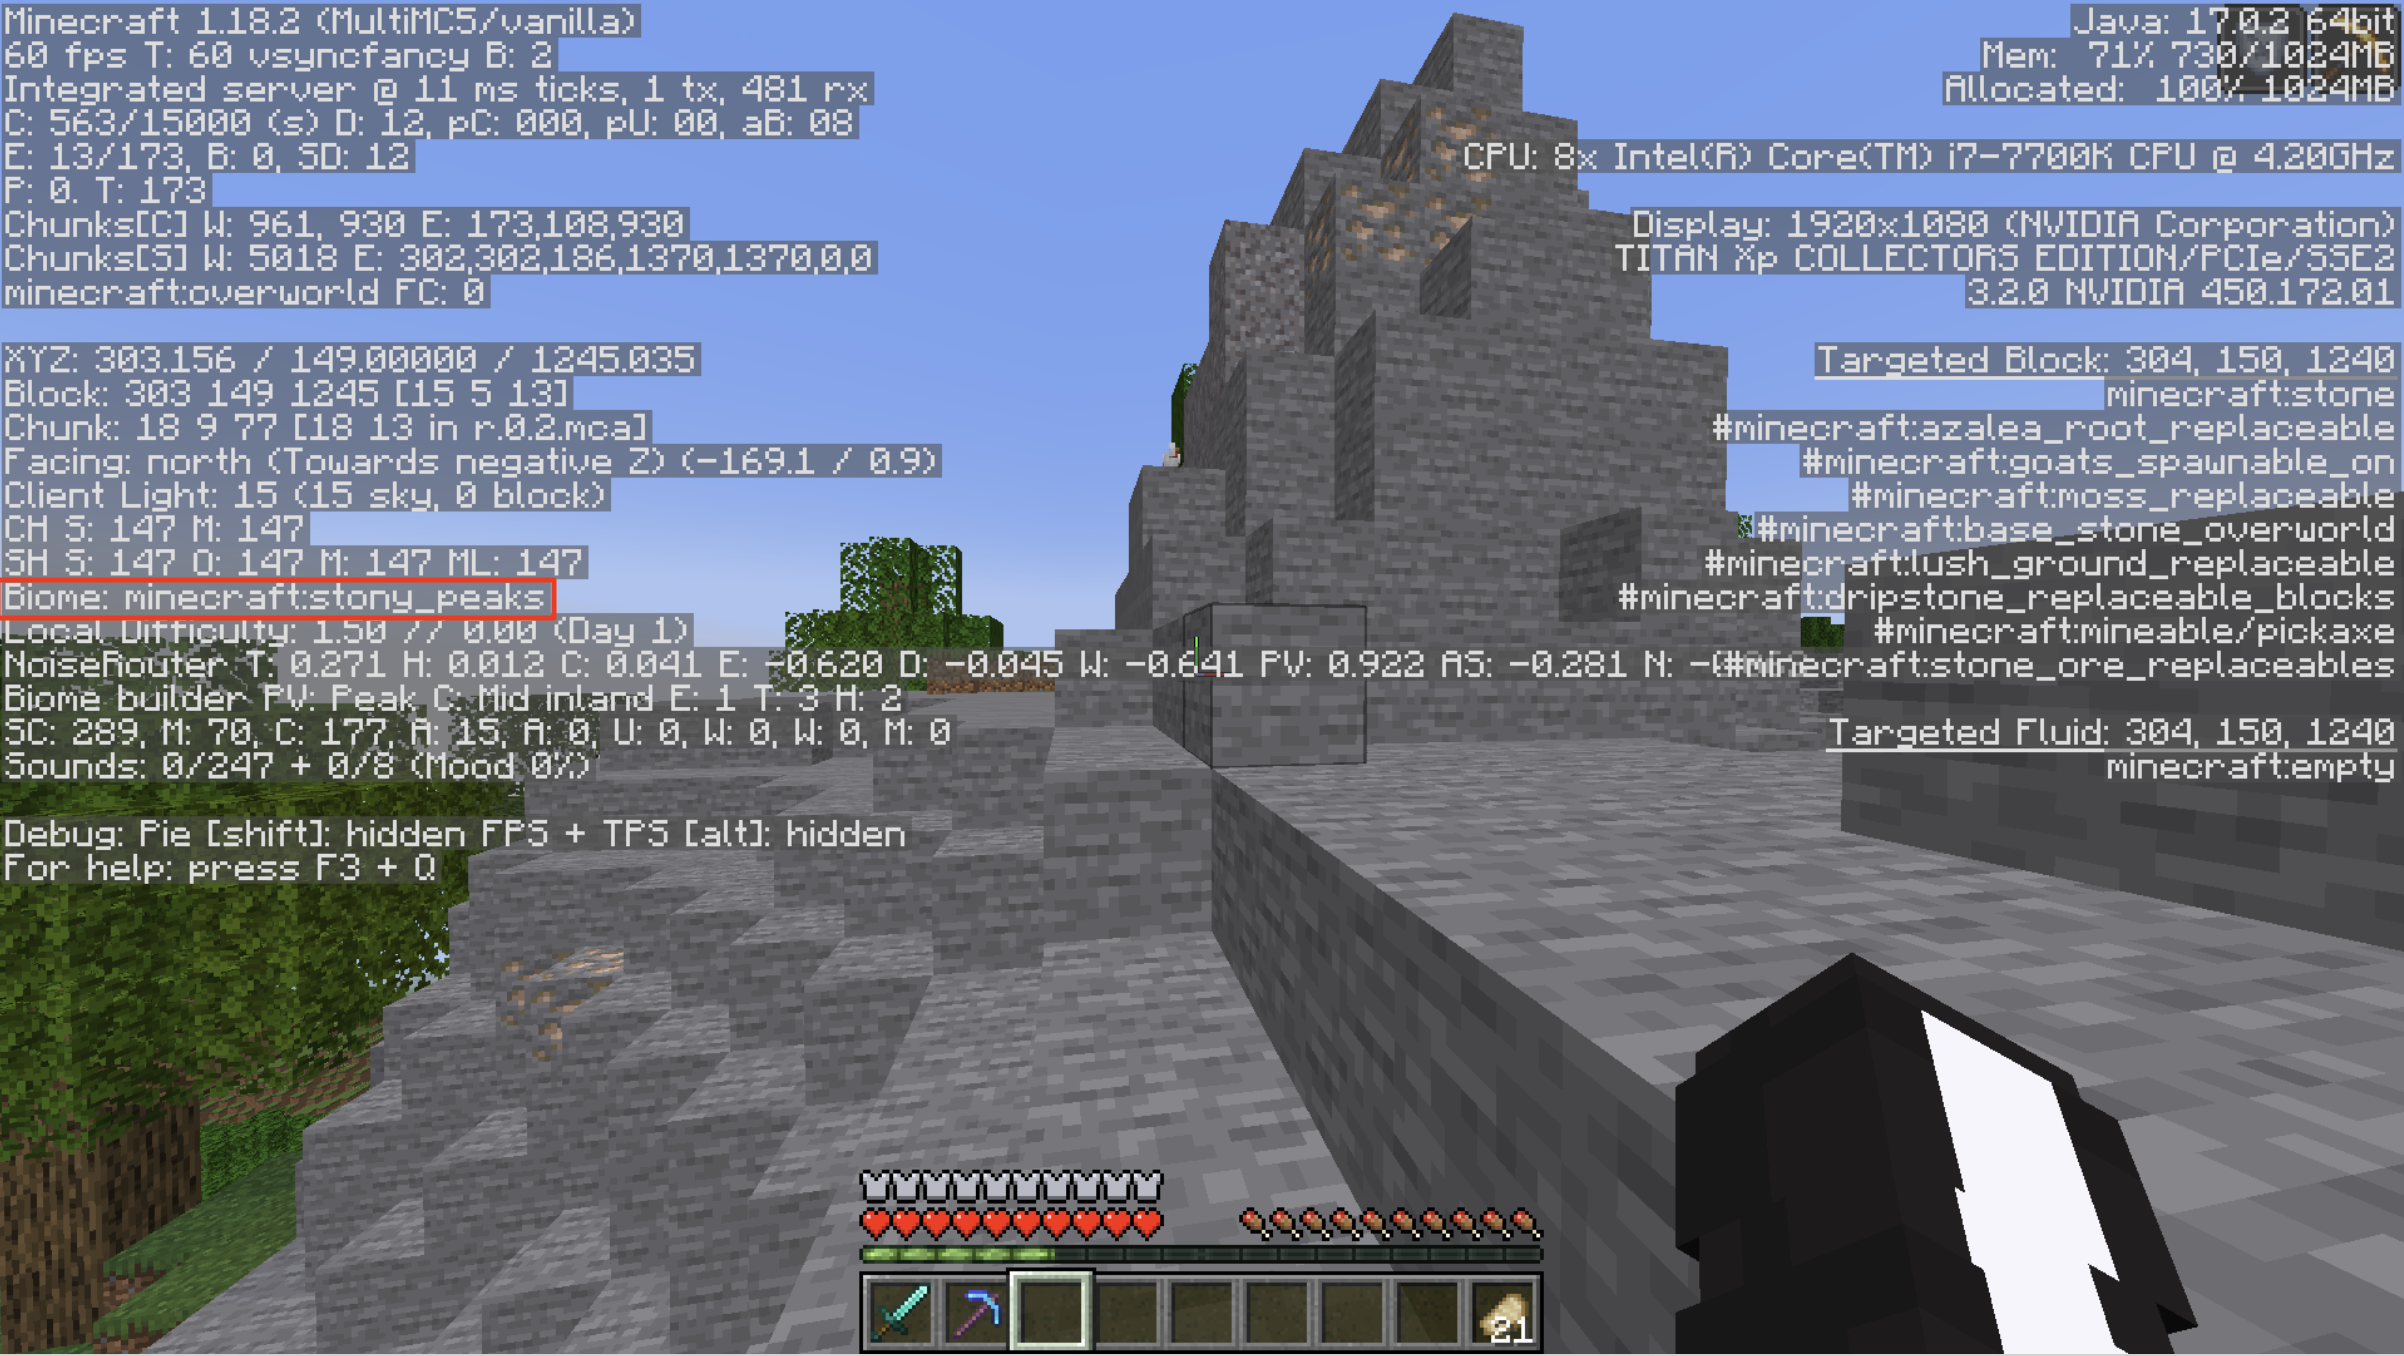 Minecraft 1.18.2 (MultiMC5/vanilla)
60 fps T: 60 vsyncfancy B: 2
Integrated server @ 11 ms ticks, 1 tx, 481 rx
C: 563/15000 (s) D: 12, pC: 000, pU: 00, aB: 08
E: 13/173, B: 0, SD: 12
P: 0. T: 173
Chunks[C] W: 961, 930 E: 173,108,930
Chunks[S] W: 5018 E: 302,302,186,1370,1370,0,0
minecraft:overworld FC: 0
XYZ: 303.156 / 149.00000 / 1245.035
Block: 303 149 1245 [15 5 13]
Chunk: 18 9 77 [18 13 in r.0.2.mca]
Facing: north (Towards negative Z) (-169.1 / 0.9)
Client Light: 15 (15 sky, 0 block)
CH S: 147 M: 147
SH S: 147 O: 147 M: 147 ML: 147
Biome: minecraft:stony_peaks
Local Difficulty: 1.50 // 0.00 (Day 1)
NoiseRouter T: 0.271 H: 0.012 C: 0.041 E: -0.620 D: -0.045 W: -0.641 PV: 0.922 AS: -0.281 N:
Biome builder PV: Peak C: Mid inland E: 1 T: 3 H: 2
SC: 289, M: 70, C: 177, A: 15, A: 0, U: 0, W: 0, W: 0, M: 0
Sounds: 0/247 + 0/8 (Mood 0%)
Debug: Pie [shift]: hidden FPS + TPS [alt]: hidden
For help: press F3 + Q
Java: 17.0.2 64bit
Mem: 71% 730/1024MB
Allocated: 100% 1024MB
CPU: 8x Intel(R) Core(TM) i7-7700K CPU @ 4.20GHz
Display: 1920x1080 (NVIDIA Corporation)
TITAN Xp COLLECTORS EDITION/PCIe/SSE2
3.2.0 NVIDIA 450.172.01
Targeted Block: 304, 150, 1240
minecraft:stone
#minecraft:azalea_root_replaceable
#minecraft:goats_spawnable_on
#minecraft:moss_replaceable
#minecraft:base_stone_overworld
#minecraft:lush_ground_replaceable
#minecraft:dripstone_replaceable_blocks
#minecraft:mineable/pickaxe
#minecraft:stone_ore_replaceables
Targeted Fluid: 304, 150, 1240
minecraft:empty
21